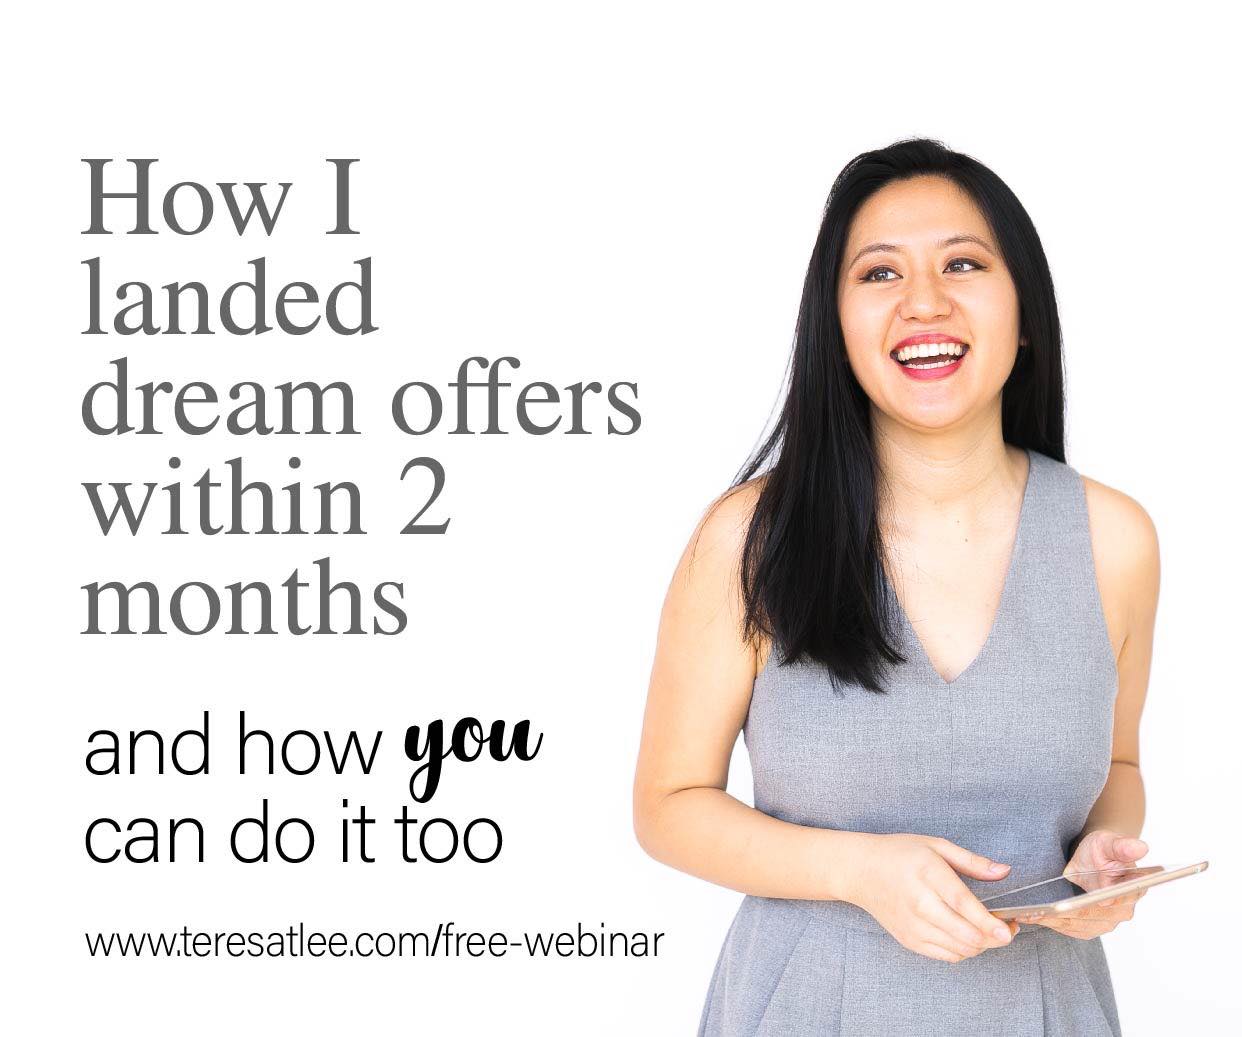 How I
landed
dream offers
within 2
months
and how you
can do it too
www.teresatlee.com/free-webinar